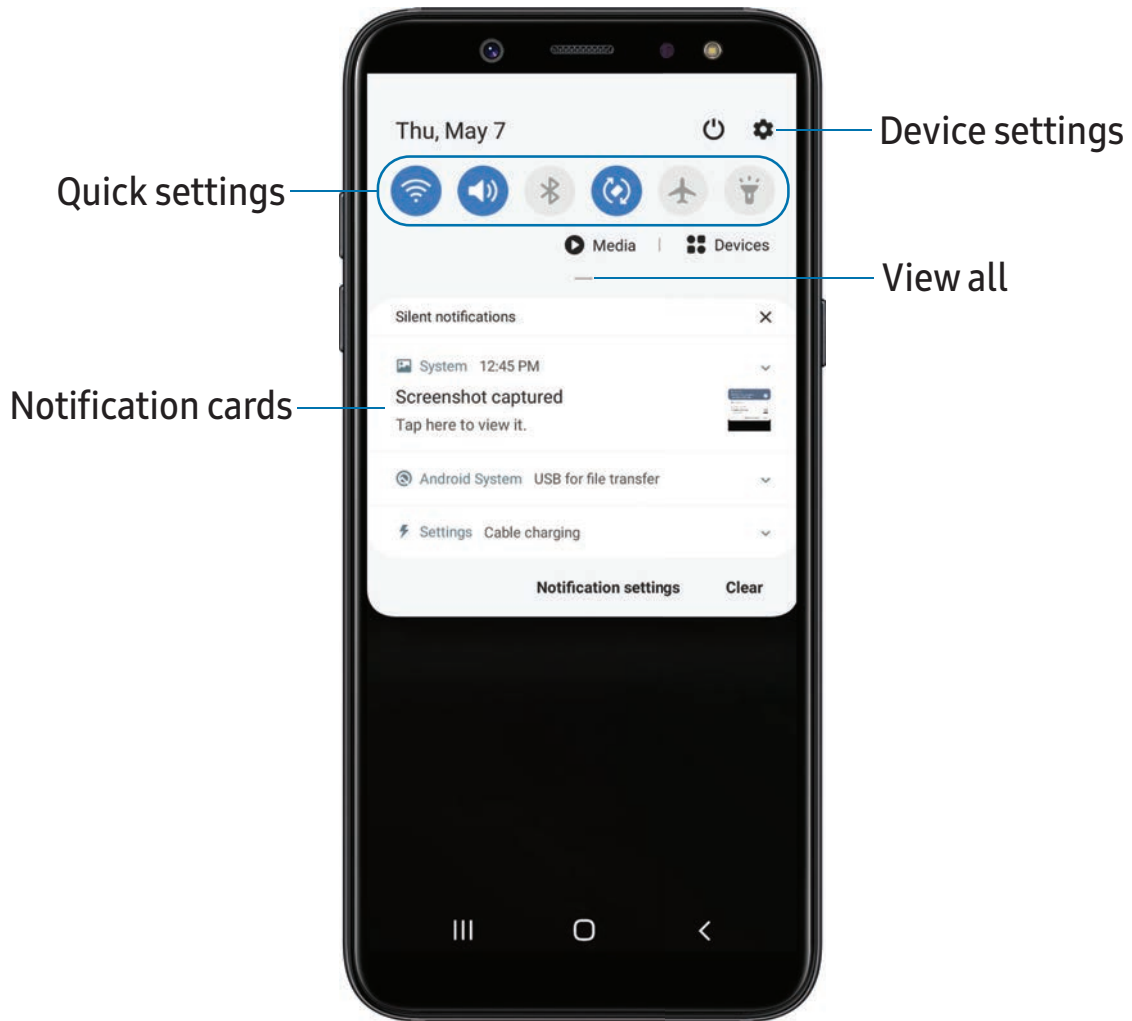 Thu, May 7
Device settings
Quick settings
Media | Devices
View all
Silent notifications
System 12:45 PM
Notification cards
Screenshot captured
Tap here to view it.
Android System USB for file transfer
Settings Cable charging
Notification settings Clear